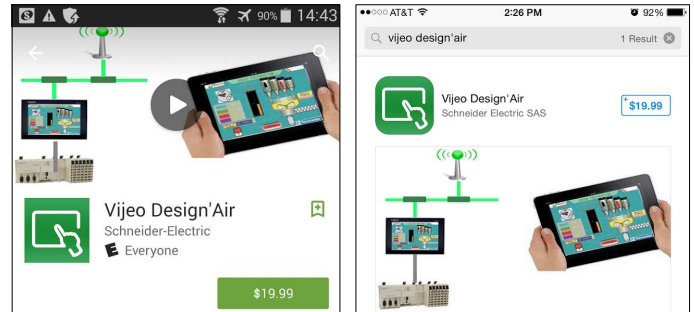 90% 14:43
Vijeo Design'Air
Schneider-Electric
E Everyone
$19.99
●●○○○ AT&T 2:26 PM 92%
vijeo design'air 1 Result
Vijeo Design'Air
Schneider Electric SAS
+ $19.99